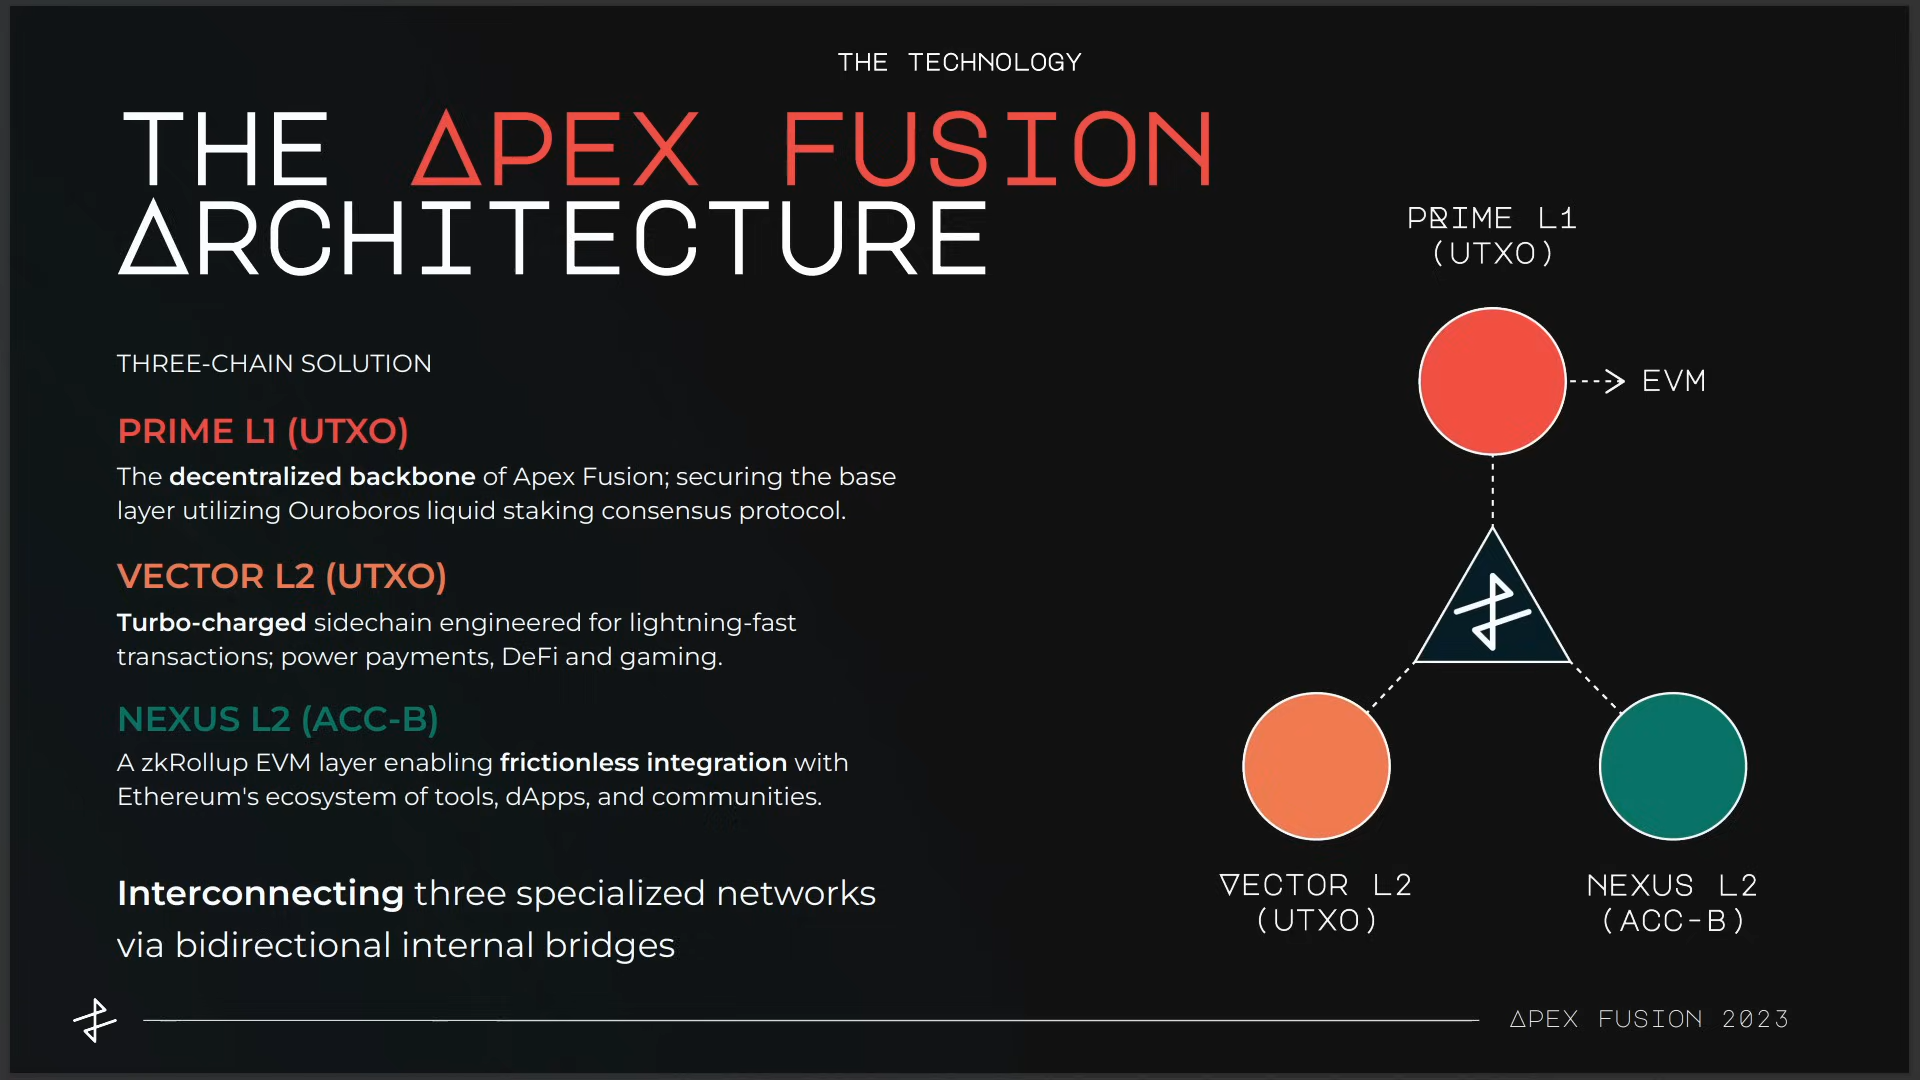 THE TECHNOLOGY
THE APEX FUSION
ARCHITECTURE
THREE-CHAIN SOLUTION
PRIME L1 (UTXO)
The decentralized backbone of Apex Fusion; securing the base
layer utilizing Ouroboros liquid staking consensus protocol.
VECTOR L2 (UTXO)
Turbo-charged sidechain engineered for lightning-fast
transactions; power payments, DeFi and gaming.
NEXUS L2 (ACC-B)
A zkRollup EVM layer enabling frictionless integration with
Ethereum's ecosystem of tools, dApps, and communities.
Interconnecting three specialized networks
via bidirectional internal bridges
PRIME L1
(UTXO)
EVM
VECTOR L2
(UTXO)
NEXUS L2
(ACC-B)
APEX FUSION 2023